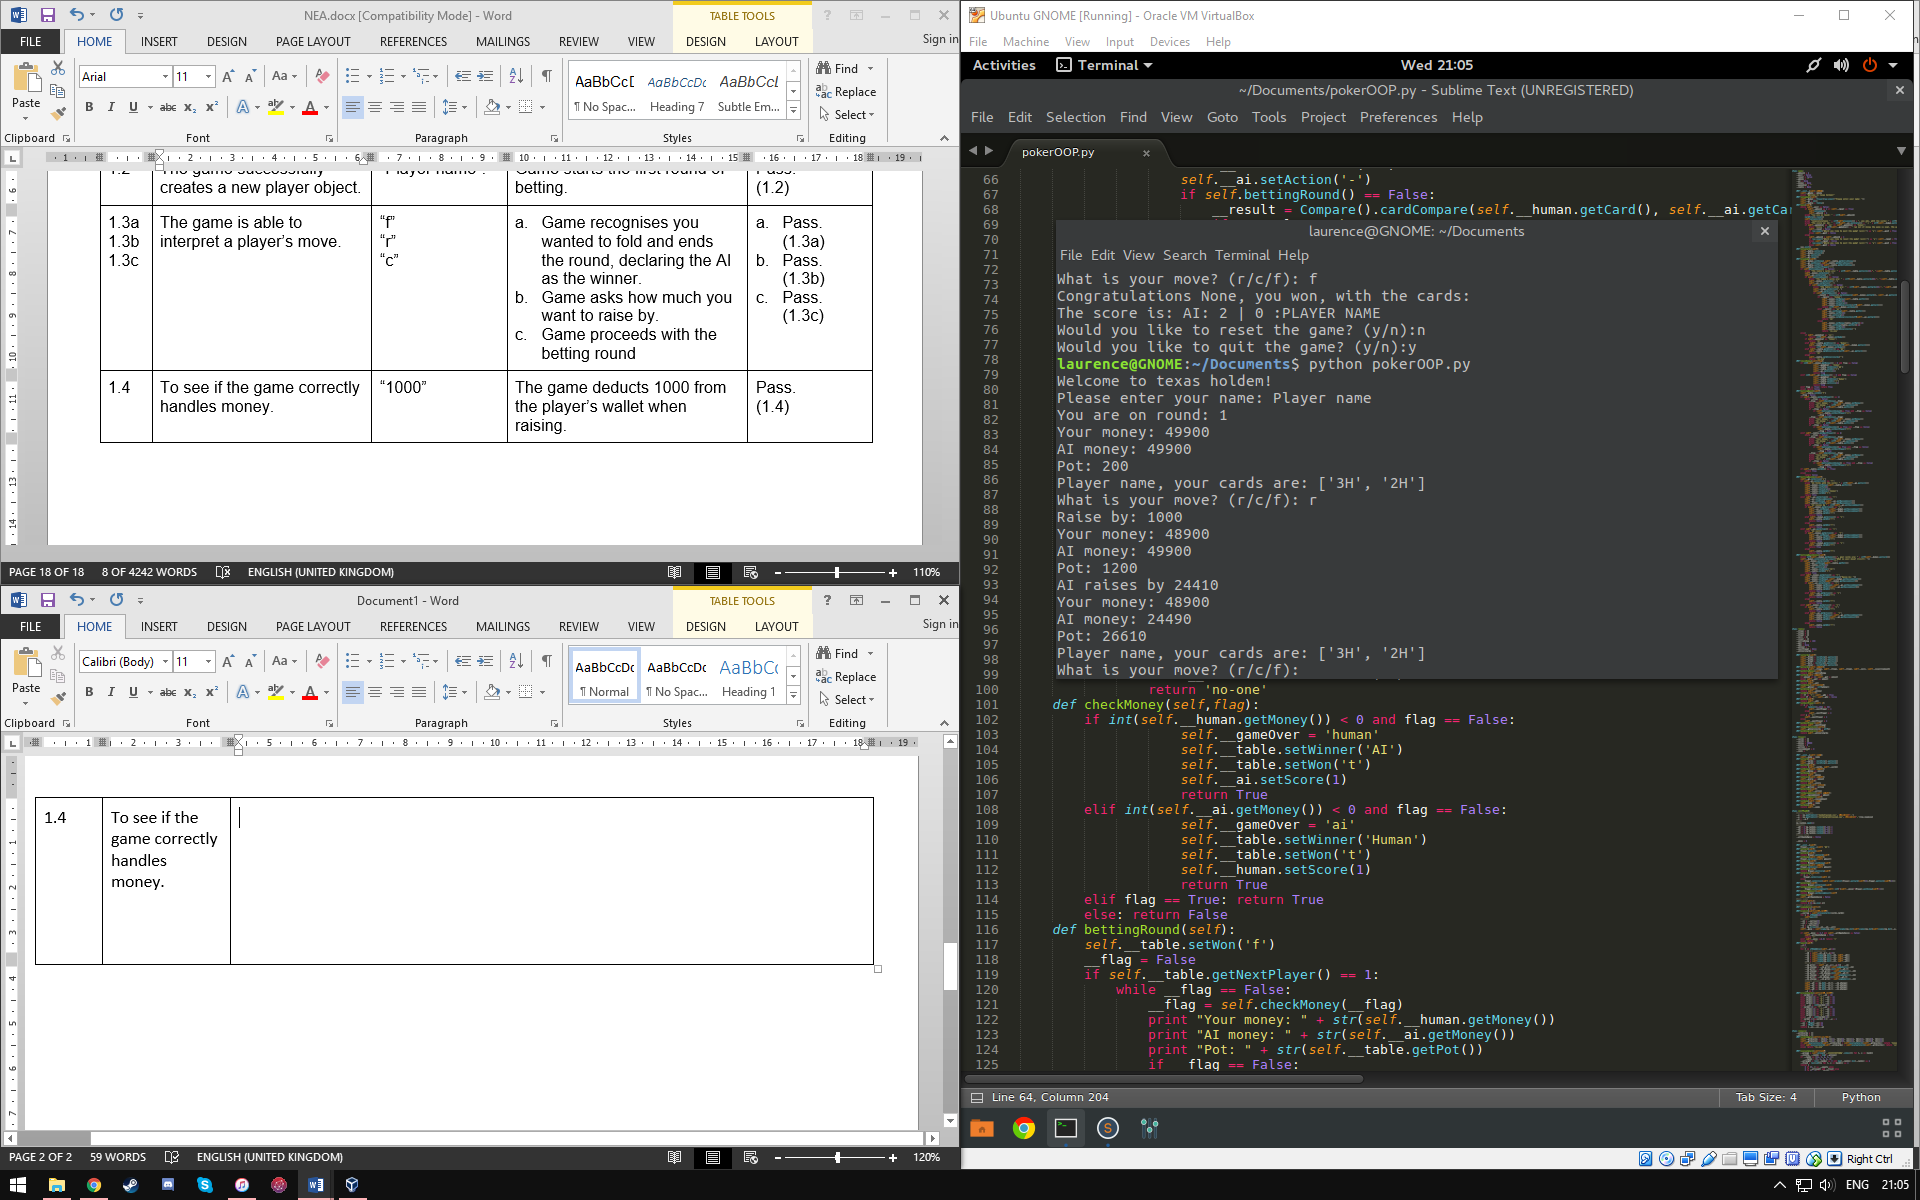 NEA.docx [Compatibility Mode] - Word
TABLE TOOLS
FILE HOME INSERT DESIGN PAGE LAYOUT REFERENCES MAILINGS REVIEW VIEW DESIGN LAYOUT Sign in
Arial 11
Paste
Find
Replace
Select
¶ No Spac... Heading 7 Subtle Em...
Clipboard Font Paragraph Styles Editing
creates a new player object.
betting.
(1.2)
1.3a
1.3b
1.3c
The game is able to
interpret a player's move.
“f”
“r”
“c”
a. Game recognises you
wanted to fold and ends
the round, declaring the AI
as the winner.
b. Game asks how much you
want to raise by.
c. Game proceeds with the
betting round
a. Pass.
(1.3a)
b. Pass.
(1.3b)
c. Pass.
(1.3c)
1.4
To see if the game correctly
handles money.
“1000”
The game deducts 1000 from
the player's wallet when
raising.
Pass.
(1.4)
PAGE 18 OF 18 8 OF 4242 WORDS ENGLISH (UNITED KINGDOM) 110%
Document1 - Word
TABLE TOOLS
FILE HOME INSERT DESIGN PAGE LAYOUT REFERENCES MAILINGS REVIEW VIEW DESIGN LAYOUT Sign in
Calibri (Body) 11
Paste
Find
Replace
Select
¶ Normal ¶ No Spac... Heading 1
Clipboard Font Paragraph Styles Editing
1.4
To see if the
game correctly
handles
money.
PAGE 2 OF 2 59 WORDS ENGLISH (UNITED KINGDOM) 120%
Ubuntu GNOME [Running] - Oracle VM VirtualBox
File Machine View Input Devices Help
Activities Terminal Wed 21:05
~/Documents/pokerOOP.py - Sublime Text (UNREGISTERED)
File Edit Selection Find View Goto Tools Project Preferences Help
pokerOOP.py
66 self.__ai.setAction('-')
67 if self.bettingRound() == False:
68 __result = Compare().cardCompare(self.__human.getCard(), self.__ai.getCar
laurence@GNOME: ~/Documents
File Edit View Search Terminal Help
What is your move? (r/c/f): f
Congratulations None, you won, with the cards:
The score is: AI: 2 | 0 :PLAYER NAME
Would you like to reset the game? (y/n):n
Would you like to quit the game? (y/n):y
laurence@GNOME:~/Documents$ python pokerOOP.py
Welcome to texas holdem!
Please enter your name: Player name
You are on round: 1
Your money: 49900
AI money: 49900
Pot: 200
Player name, your cards are: ['3H', '2H']
What is your move? (r/c/f): r
Raise by: 1000
Your money: 48900
AI money: 49900
Pot: 1200
AI raises by 24410
Your money: 48900
AI money: 24490
Pot: 26610
Player name, your cards are: ['3H', '2H']
What is your move? (r/c/f):
100 return 'no-one'
101 def checkMoney(self,flag):
102 if int(self.__human.getMoney()) < 0 and flag == False:
103 self.__gameOver = 'human'
104 self.__table.setWinner('AI')
105 self.__table.setWon('t')
106 self.__ai.setScore(1)
107 return True
108 elif int(self.__ai.getMoney()) < 0 and flag == False:
109 self.__gameOver = 'ai'
110 self.__table.setWinner('Human')
111 self.__table.setWon('t')
112 self.__human.setScore(1)
113 return True
114 elif flag == True: return True
115 else: return False
116 def bettingRound(self):
117 self.__table.setWon('f')
118 __flag = False
119 if self.__table.getNextPlayer() == 1:
120 while __flag == False:
121 __flag = self.checkMoney(__flag)
122 print "Your money: " + str(self.__human.getMoney())
123 print "AI money: " + str(self.__ai.getMoney())
124 print "Pot: " + str(self.__table.getPot())
125 if __flag == False:
Line 64, Column 204 Tab Size: 4 Python
Right Ctrl
ENG 21:05